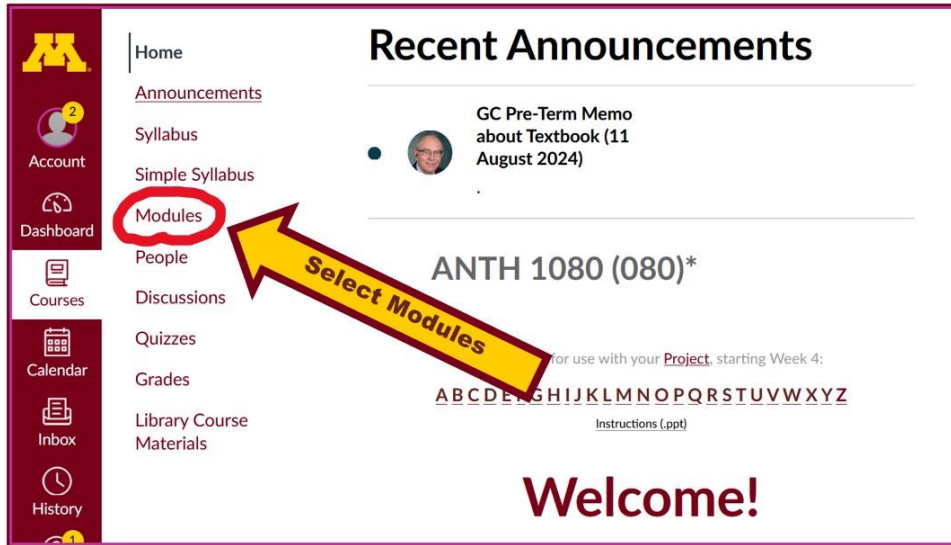 M
2
Account
Dashboard
Courses
Calendar
Inbox
History
1
Home
Announcements
Syllabus
Simple Syllabus
Modules
People
Discussions
Quizzes
Grades
Library Course
Materials
Recent Announcements
GC Pre-Term Memo
about Textbook (11
August 2024)
.
Select Modules
ANTH 1080 (080)*
for use with your Project, starting Week 4:
A B C D E F G H I J K L M N O P Q R S T U V W X Y Z
Instructions (.ppt)
Welcome!